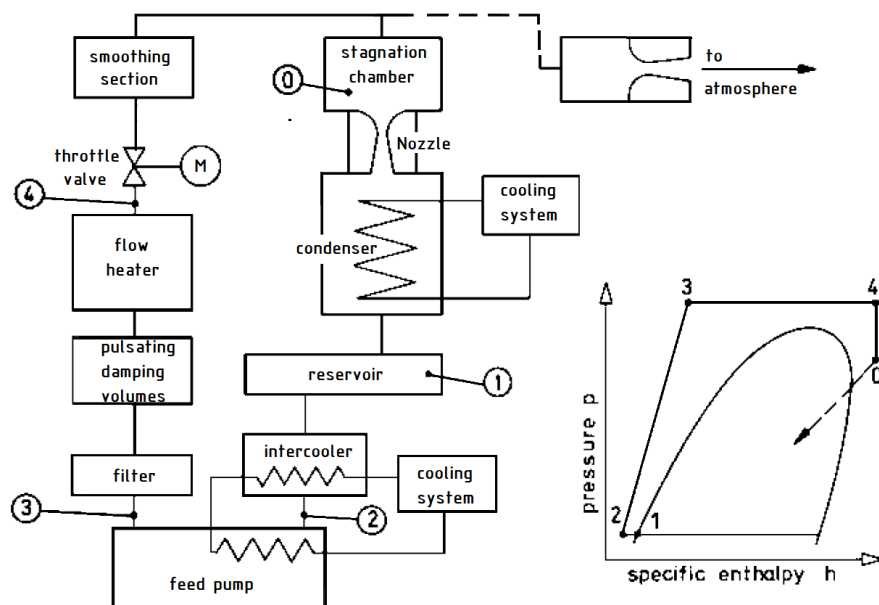 smoothing
section
stagnation
chamber
0
to
atmosphere
throttle
valve
M
Nozzle
4
flow
heater
condenser
cooling
system
pulsating
damping
volumes
reservoir
1
filter
intercooler
cooling
system
3
2
feed pump
pressure p
3
4
0
2
1
specific enthalpy h